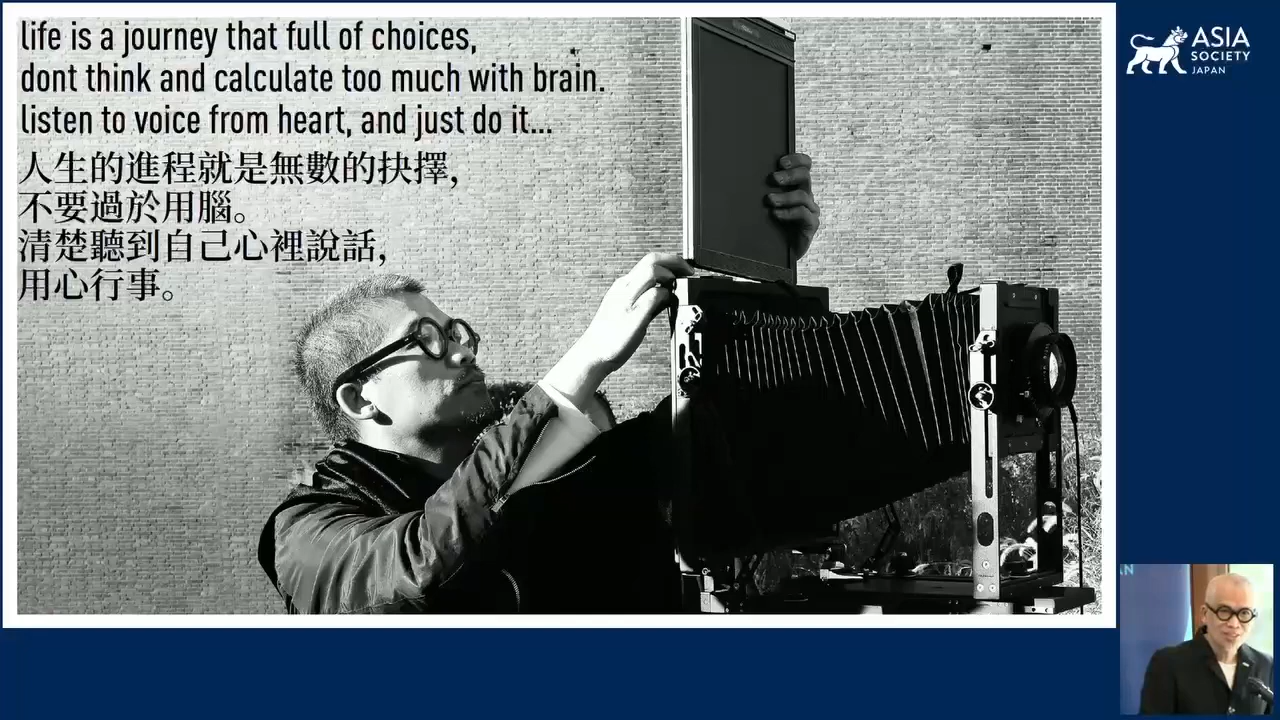 life is a journey that full of choices,
dont think and calculate too much with brain.
listen to voice from heart, and just do it...
人生的進程就是無數的抉擇,
不要過於用腦。
清楚聽到自己心裡說話,
用心行事。
ASIA
SOCIETY
JAPAN
AN